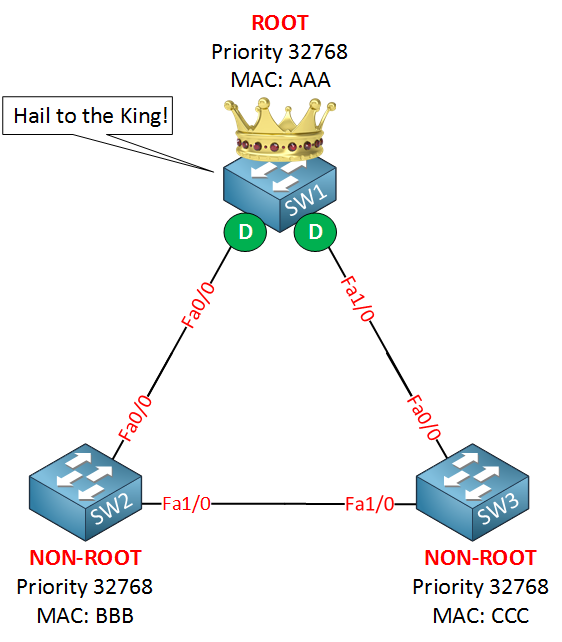 ROOT
Priority 32768
MAC: AAA
Hail to the King!
SW1
D
D
Fa0/0
Fa1/0
Fa0/0
Fa0/0
SW2
Fa1/0
Fa1/0
SW3
NON-ROOT
Priority 32768
MAC: BBB
NON-ROOT
Priority 32768
MAC: CCC